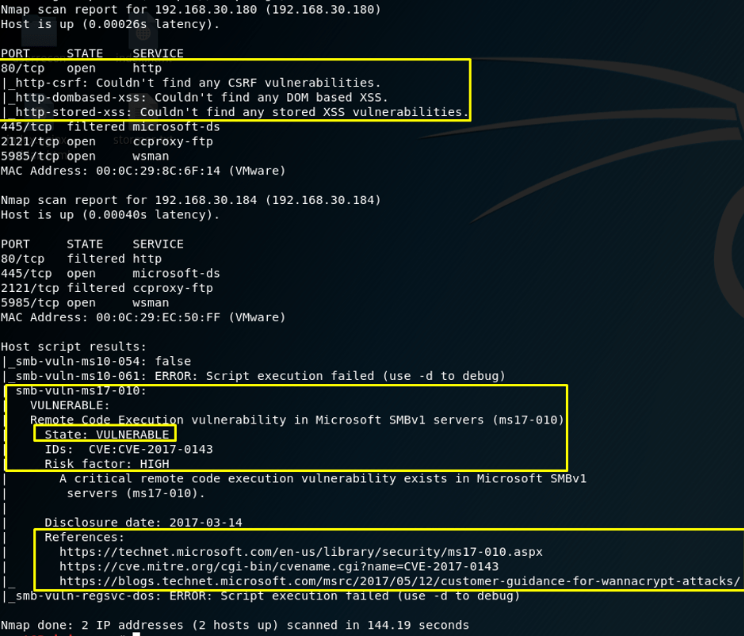 Nmap scan report for 192.168.30.180 (192.168.30.180)
Host is up (0.00026s latency).
PORT     STATE    SERVICE
80/tcp   open     http
|_http-csrf: Couldn't find any CSRF vulnerabilities.
|_http-dombased-xss: Couldn't find any DOM based XSS.
|_http-stored-xss: Couldn't find any stored XSS vulnerabilities.
445/tcp  filtered microsoft-ds
2121/tcp open     ccproxy-ftp
5985/tcp open     wsman
MAC Address: 00:0C:29:8C:6F:14 (VMware)
Nmap scan report for 192.168.30.184 (192.168.30.184)
Host is up (0.00040s latency).
PORT     STATE    SERVICE
80/tcp   filtered http
445/tcp  open     microsoft-ds
2121/tcp filtered ccproxy-ftp
5985/tcp open     wsman
MAC Address: 00:0C:29:EC:50:FF (VMware)
Host script results:
|_smb-vuln-ms10-054: false
|_smb-vuln-ms10-061: ERROR: Script execution failed (use -d to debug)
| smb-vuln-ms17-010:
|   VULNERABLE:
|   Remote Code Execution vulnerability in Microsoft SMBv1 servers (ms17-010)
|     State: VULNERABLE
|     IDs:  CVE:CVE-2017-0143
|     Risk factor: HIGH
|       A critical remote code execution vulnerability exists in Microsoft SMBv1
|        servers (ms17-010).
|
|     Disclosure date: 2017-03-14
|     References:
|       https://technet.microsoft.com/en-us/library/security/ms17-010.aspx
|       https://cve.mitre.org/cgi-bin/cvename.cgi?name=CVE-2017-0143
|_      https://blogs.technet.microsoft.com/msrc/2017/05/12/customer-guidance-for-wannacrypt-attacks/
|_smb-vuln-regsvc-dos: ERROR: Script execution failed (use -d to debug)
Nmap done: 2 IP addresses (2 hosts up) scanned in 144.19 seconds